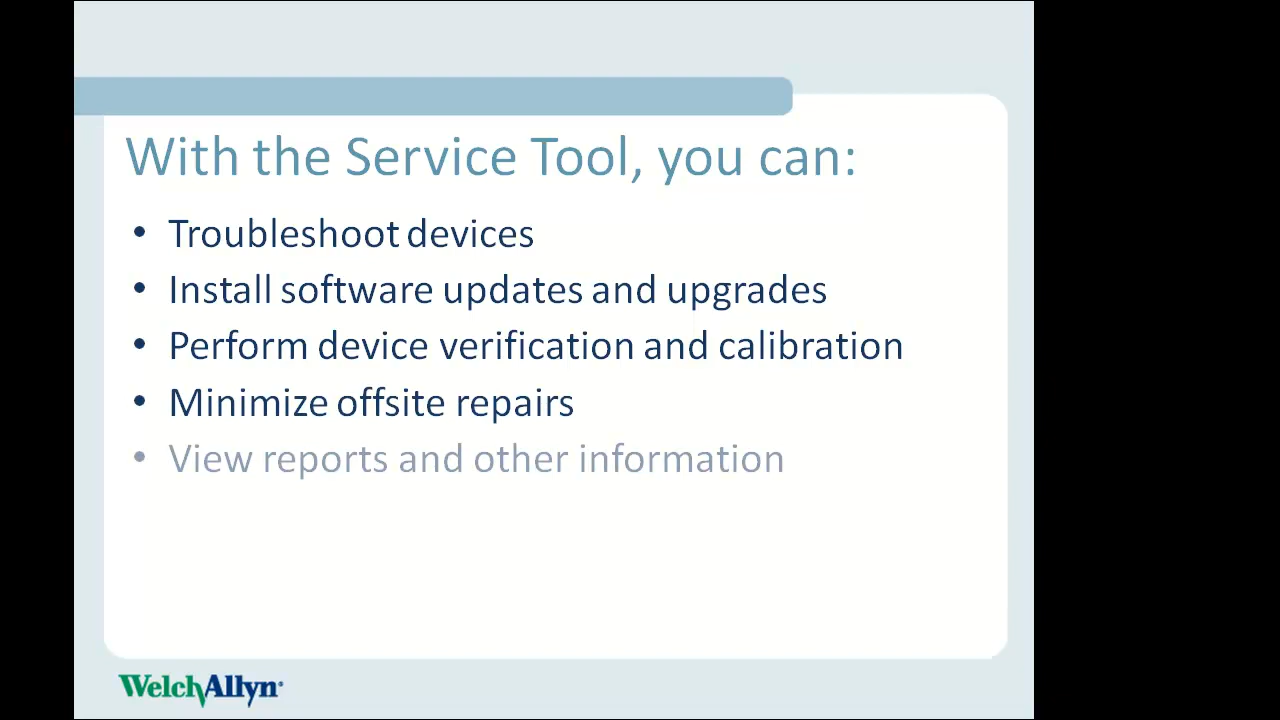 With the Service Tool, you can:
• Troubleshoot devices
• Install software updates and upgrades
• Perform device verification and calibration
• Minimize offsite repairs
• View reports and other information
WelchAllyn®